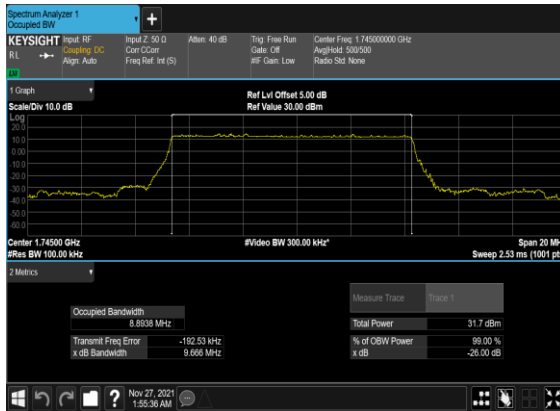 Spectrum Analyzer 1
Occupied BW
KEYSIGHT
RL
Input: RF
Coupling: DC
Align: Auto
Input Z: 50 Ω
Corr CCorr
Freq Ref: Int (S)
Atten: 40 dB
Trig: Free Run
Gate: Off
#IF Gain: Low
Center Freq: 1.745000000 GHz
Avg|Hold: 500/500
Radio Std: None
1 Graph
Scale/Div 10.0 dB
Ref Lvl Offset 5.00 dB
Ref Value 30.00 dBm
Log
20.0
10.0
0.00
-10.0
-20.0
-30.0
-40.0
-50.0
-60.0
Center 1.74500 GHz
#Res BW 100.00 kHz
#Video BW 300.00 kHz*
Span 20 MH
Sweep 2.53 ms (1001 pt
2 Metrics
Measure Trace
Trace 1
Occupied Bandwidth
8.8938 MHz
Total Power
31.7 dBm
Transmit Freq Error
-192.53 kHz
% of OBW Power
99.00 %
x dB Bandwidth
9.666 MHz
x dB
-26.00 dB
?
Nov 27, 2021
1:55:36 AM